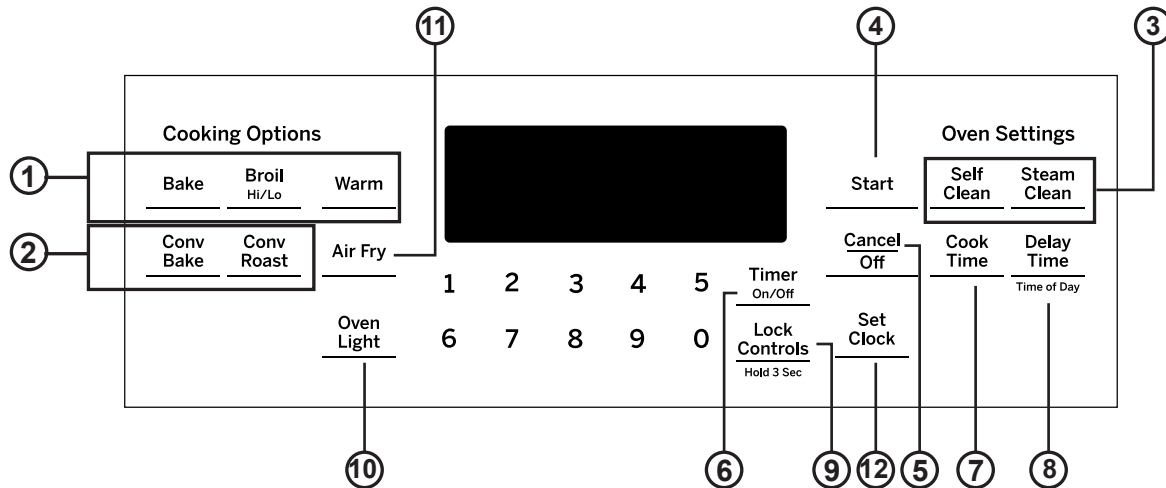 11
4
3
Cooking Options
Oven Settings
1
Bake
Broil
Hi/Lo
Warm
Start
Self
Clean
Steam
Clean
2
Conv
Bake
Conv
Roast
Air Fry
Cancel
Off
Cook
Time
Delay
Time
Time of Day
1 2 3 4 5
Timer
On/Off
Oven
Light
6 7 8 9 0
Lock
Controls
Hold 3 Sec
Set
Clock
10
6
9
12
5
7
8